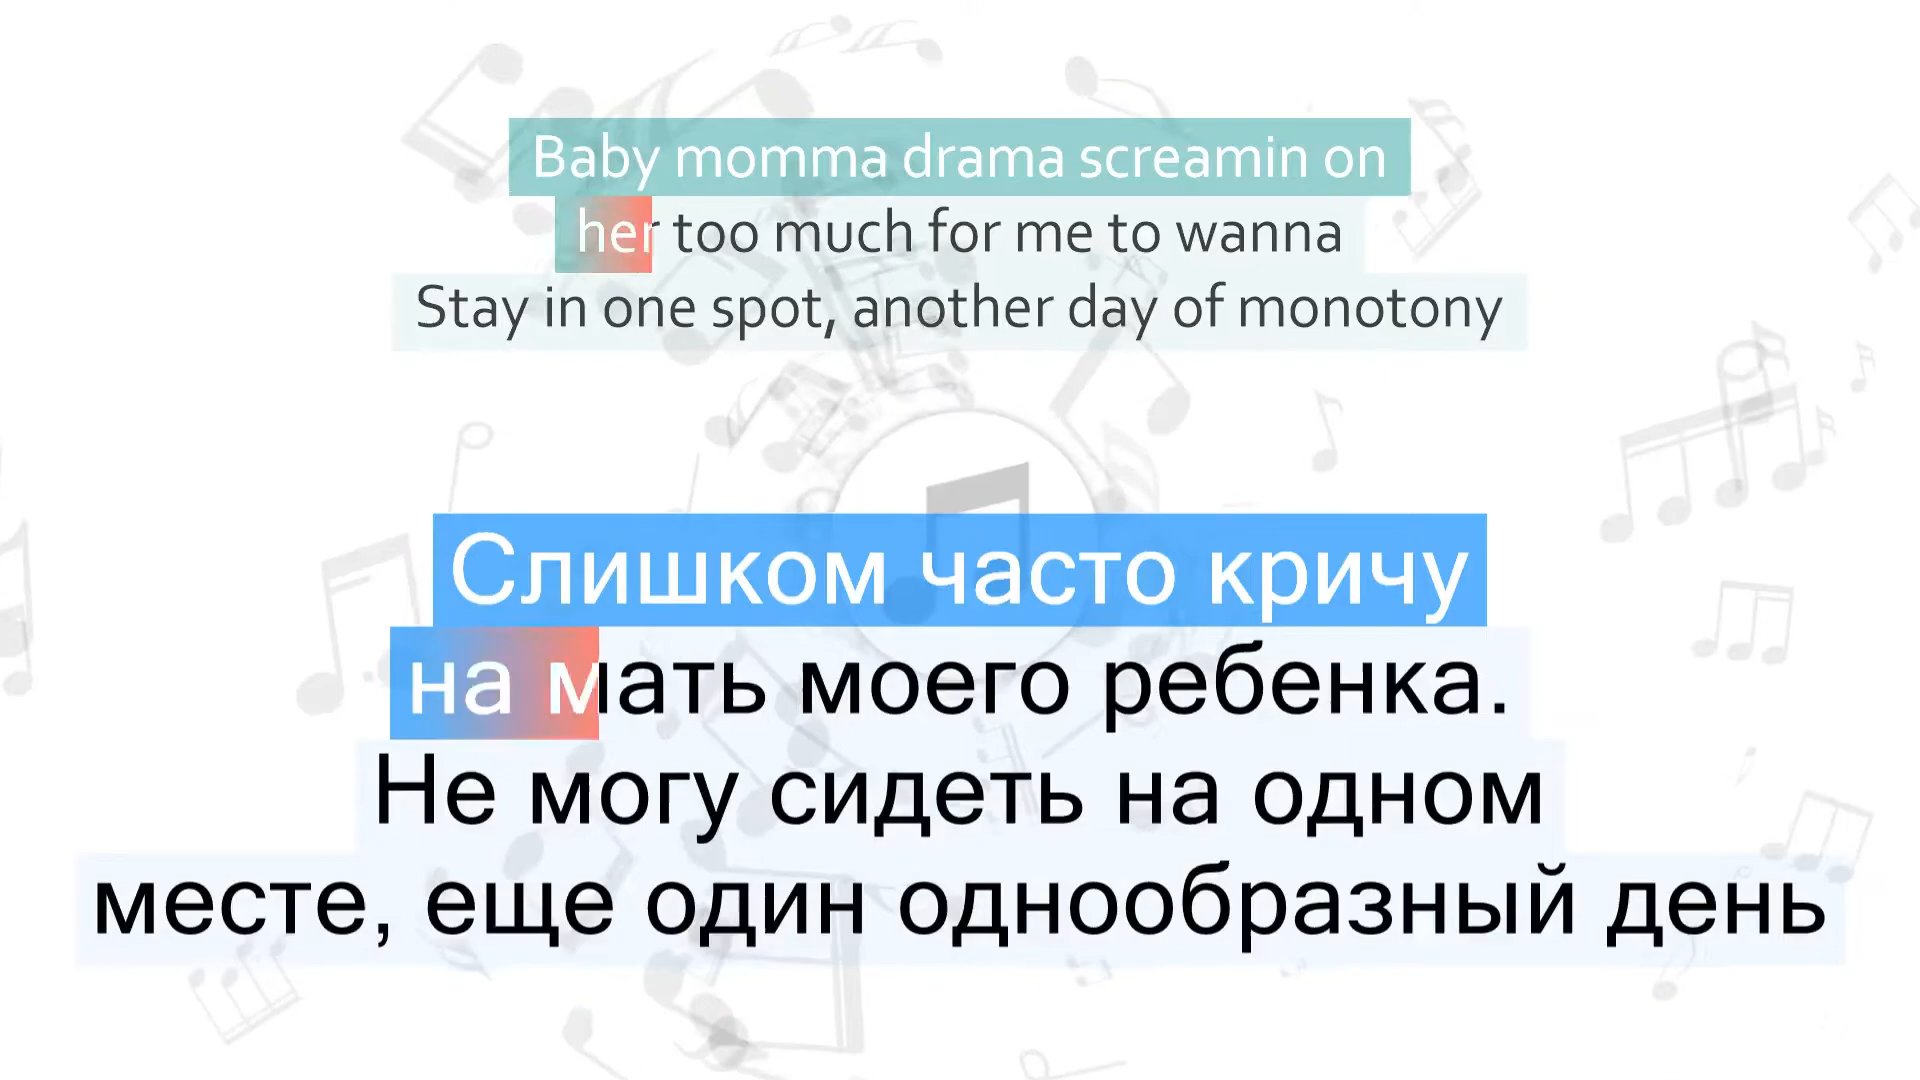 Baby momma drama screamin on
her too much for me to wanna
Stay in one spot, another day of monotony
Слишком часто кричу
на мать моего ребенка.
Не могу сидеть на одном
месте, еще один однообразный день